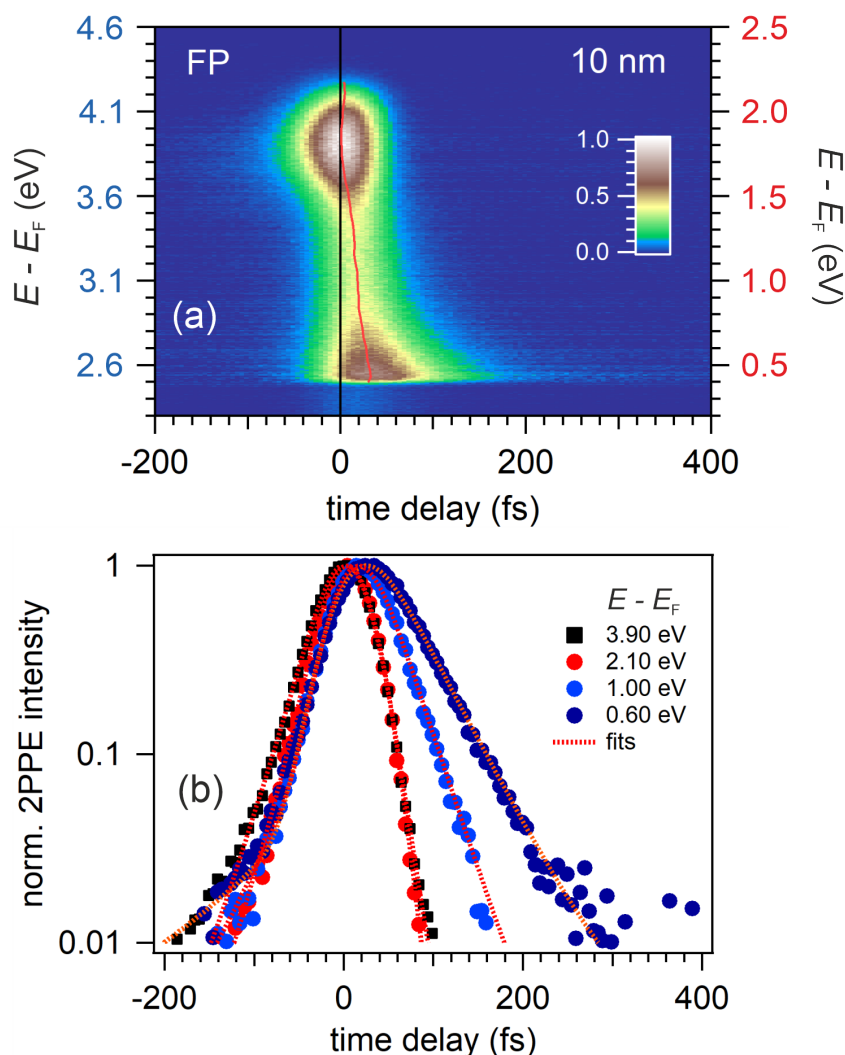 4.6
4.1
3.6
3.1
2.6
E - E_F (eV)
FP
10 nm
1.0
0.5
0.0
(a)
2.5
2.0
1.5
1.0
0.5
E - E_F (eV)
-200
0
200
400
time delay (fs)
1
0.1
0.01
norm. 2PPE intensity
(b)
E - E_F
3.90 eV
2.10 eV
1.00 eV
0.60 eV
fits
-200
0
200
400
time delay (fs)